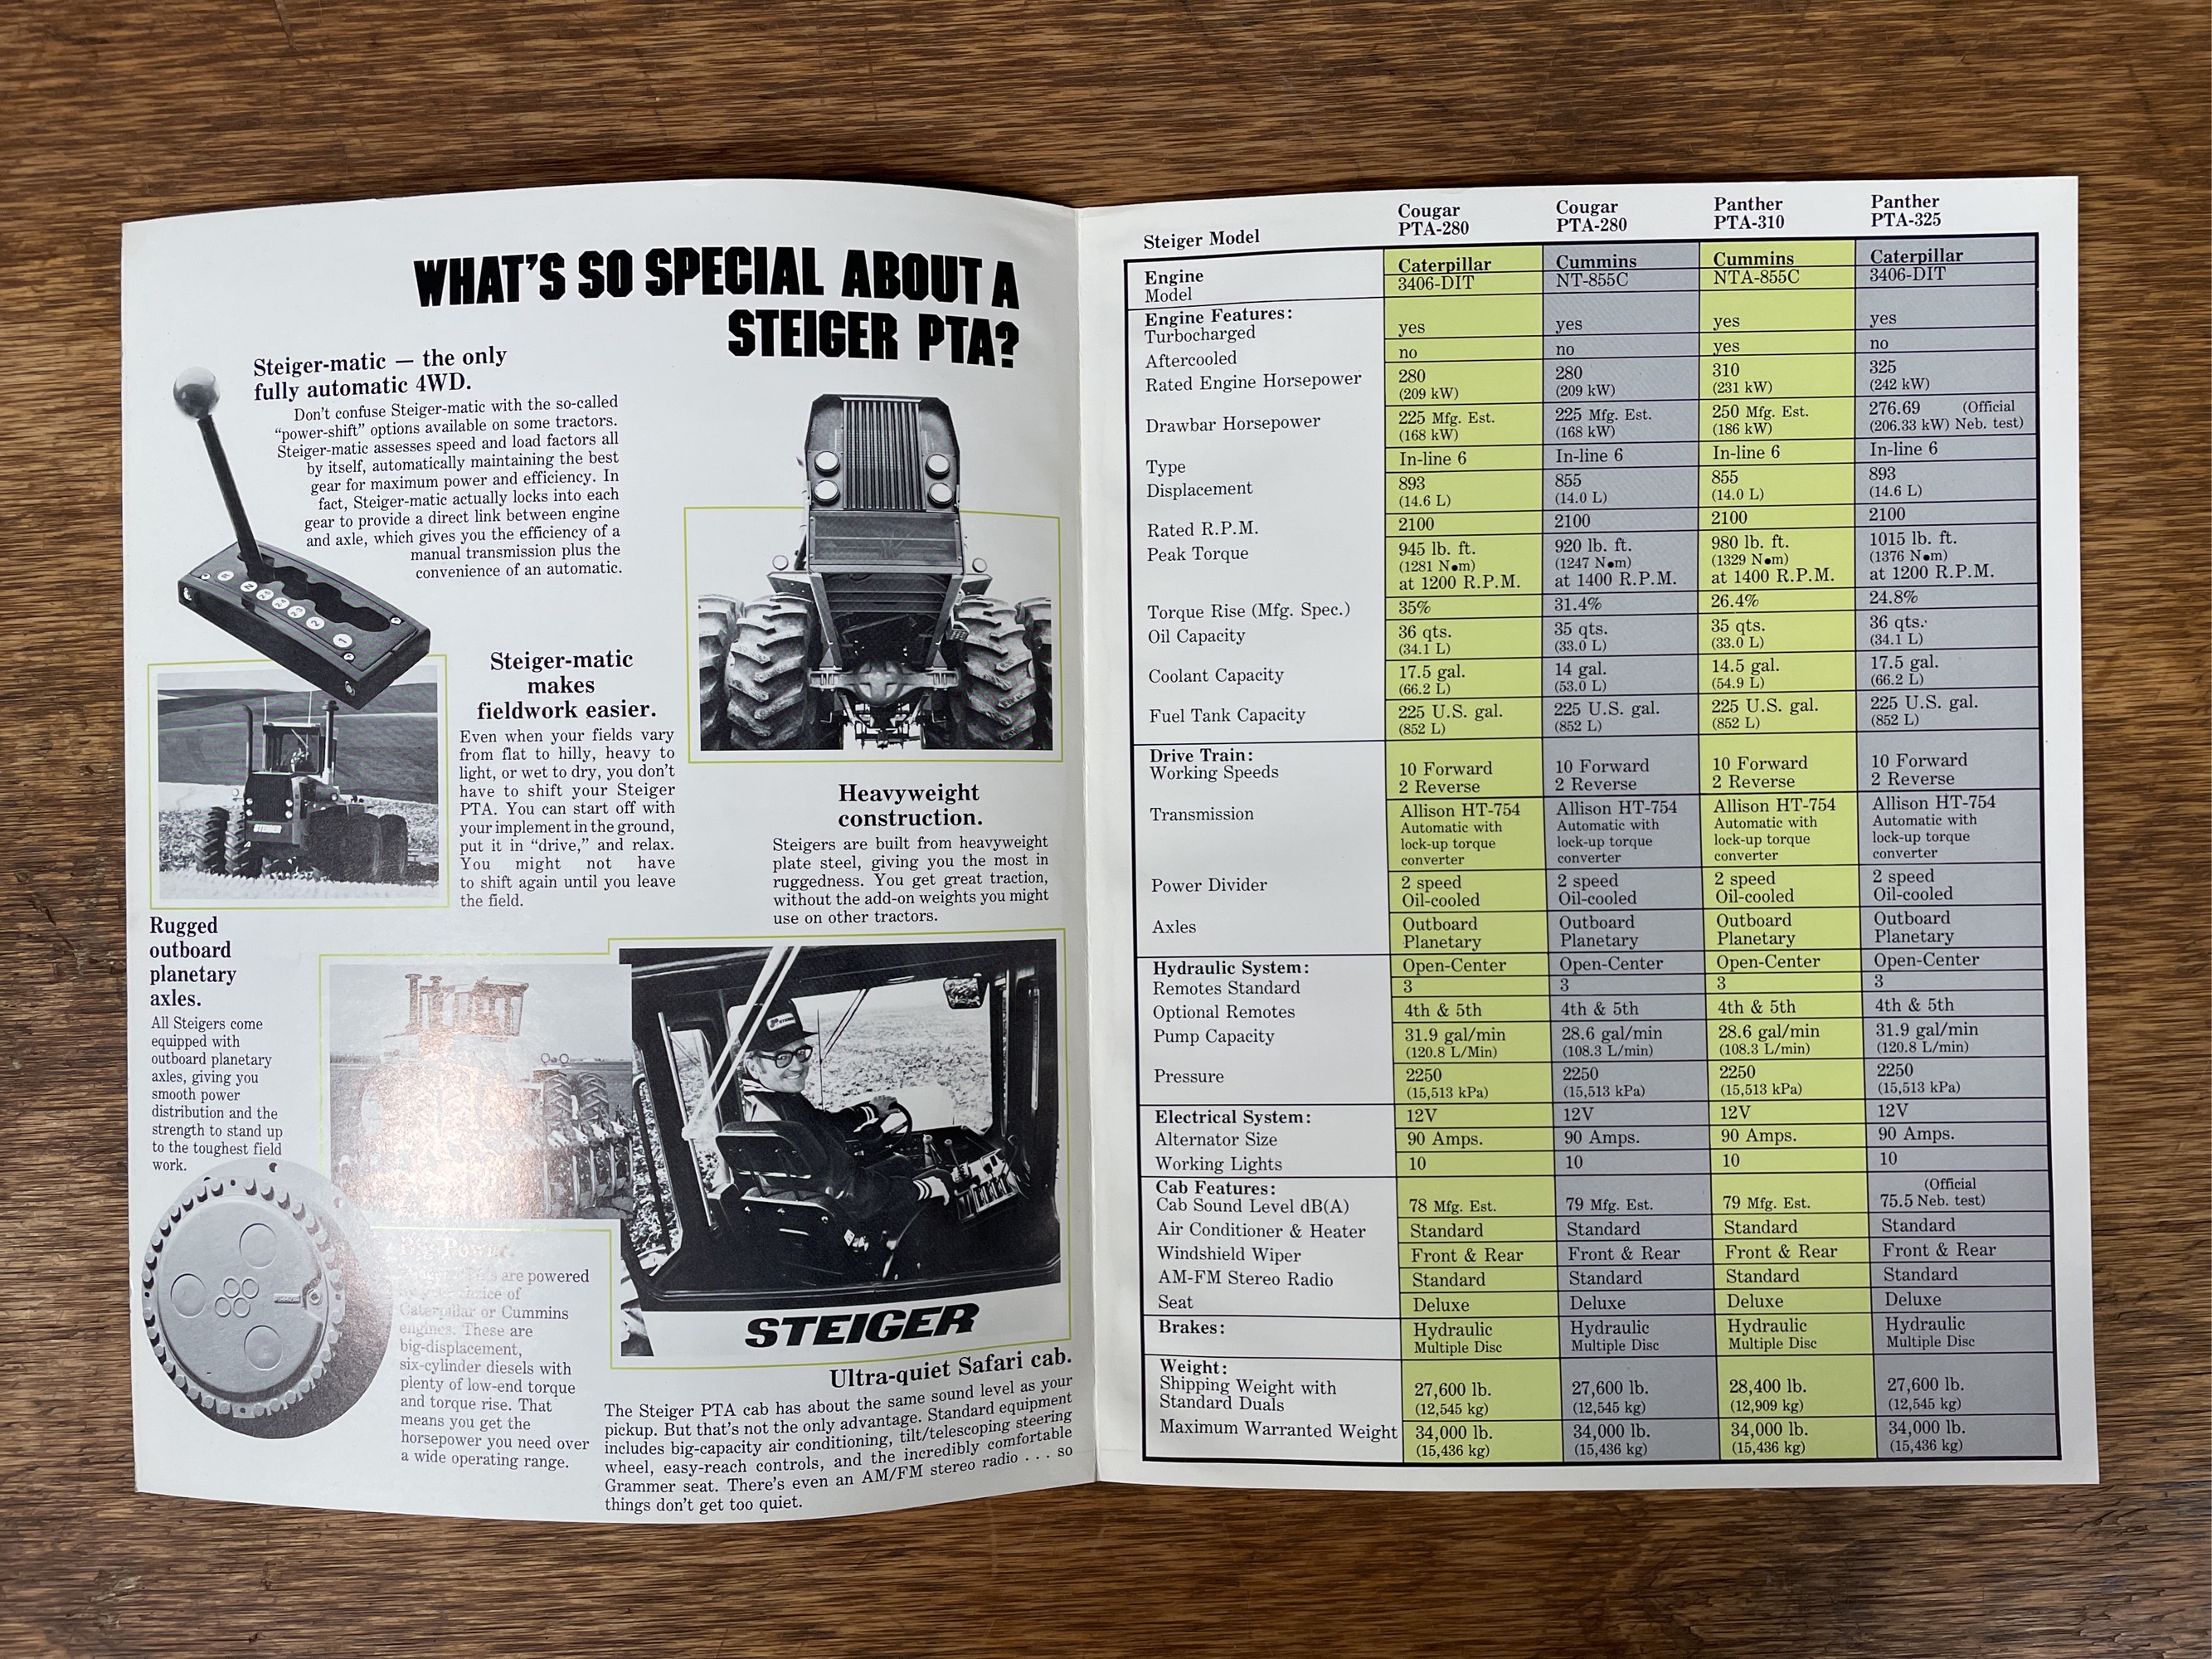 WHAT'S SO SPECIAL ABOUT A
STEIGER PTA?
Steiger-matic — the only
fully automatic 4WD.
Don't confuse Steiger-matic with the so-called
"power-shift" options available on some tractors.
Steiger-matic assesses speed and load factors all
by itself, automatically maintaining the best
gear for maximum power and efficiency. In
fact, Steiger-matic actually locks into each
gear to provide a direct link between engine
and axle, which gives you the efficiency of a
manual transmission plus the
convenience of an automatic.
Steiger-matic
makes
fieldwork easier.
Even when your fields vary
from flat to hilly, heavy to
light, or wet to dry, you don't
have to shift your Steiger
PTA. You can start off with
your implement in the ground,
put it in "drive," and relax.
You might not have
to shift again until you leave
the field.
STEIGER
Heavyweight
construction.
Steigers are built from heavyweight
plate steel, giving you the most in
ruggedness. You get great traction,
without the add-on weights you might
use on other tractors.
Rugged
outboard
planetary
axles.
All Steigers come
equipped with
outboard planetary
axles, giving you
smooth power
distribution and the
strength to stand up
to the toughest field
work.
Big Power.
are powered
choice of
Caterpillar or Cummins
engines. These are
big-displacement,
six-cylinder diesels with
plenty of low-end torque
and torque rise. That
means you get the
horsepower you need over
a wide operating range.
STEIGER
Ultra-quiet Safari cab.
The Steiger PTA cab has about the same sound level as your
pickup. But that's not the only advantage. Standard equipment
includes big-capacity air conditioning, tilt/telescoping steering
wheel, easy-reach controls, and the incredibly comfortable
Grammer seat. There's even an AM/FM stereo radio . . . so
things don't get too quiet.
Steiger Model Cougar PTA-280 Cougar PTA-280 Panther PTA-310 Panther PTA-325
Engine Caterpillar Cummins Cummins Caterpillar
Model 3406-DIT NT-855C NTA-855C 3406-DIT
Engine Features:
Turbocharged yes yes yes yes
Aftercooled no no yes no
Rated Engine Horsepower 280 280 310 325
(209 kW) (209 kW) (231 kW) (242 kW)
Drawbar Horsepower 225 Mfg. Est. 225 Mfg. Est. 250 Mfg. Est. 276.69 (Official
(168 kW) (168 kW) (186 kW) (206.33 kW) Neb. test)
Type In-line 6 In-line 6 In-line 6 In-line 6
Displacement 893 855 855 893
(14.6 L) (14.0 L) (14.0 L) (14.6 L)
Rated R.P.M. 2100 2100 2100 2100
Peak Torque 945 lb. ft. 920 lb. ft. 980 lb. ft. 1015 lb. ft.
(1281 N•m) (1247 N•m) (1329 N•m) (1376 N•m)
at 1200 R.P.M. at 1400 R.P.M. at 1400 R.P.M. at 1200 R.P.M.
Torque Rise (Mfg. Spec.) 35% 31.4% 26.4% 24.8%
Oil Capacity 36 qts. 35 qts. 35 qts. 36 qts.
(34.1 L) (33.0 L) (33.0 L) (34.1 L)
Coolant Capacity 17.5 gal. 14 gal. 14.5 gal. 17.5 gal.
(66.2 L) (53.0 L) (54.9 L) (66.2 L)
Fuel Tank Capacity 225 U.S. gal. 225 U.S. gal. 225 U.S. gal. 225 U.S. gal.
(852 L) (852 L) (852 L) (852 L)
Drive Train:
Working Speeds 10 Forward 10 Forward 10 Forward 10 Forward
2 Reverse 2 Reverse 2 Reverse 2 Reverse
Transmission Allison HT-754 Allison HT-754 Allison HT-754 Allison HT-754
Automatic with Automatic with Automatic with Automatic with
lock-up torque lock-up torque lock-up torque lock-up torque
converter converter converter converter
Power Divider 2 speed 2 speed 2 speed 2 speed
Oil-cooled Oil-cooled Oil-cooled Oil-cooled
Axles Outboard Outboard Outboard Outboard
Planetary Planetary Planetary Planetary
Hydraulic System: Open-Center Open-Center Open-Center Open-Center
Remotes Standard 3 3 3 3
Optional Remotes 4th & 5th 4th & 5th 4th & 5th 4th & 5th
Pump Capacity 31.9 gal/min 28.6 gal/min 28.6 gal/min 31.9 gal/min
(120.8 L/Min) (108.3 L/min) (108.3 L/min) (120.8 L/min)
Pressure 2250 2250 2250 2250
(15,513 kPa) (15,513 kPa) (15,513 kPa) (15,513 kPa)
Electrical System: 12V 12V 12V 12V
Alternator Size 90 Amps. 90 Amps. 90 Amps. 90 Amps.
Working Lights 10 10 10 10
Cab Features: (Official
Cab Sound Level dB(A) 78 Mfg. Est. 79 Mfg. Est. 79 Mfg. Est. 75.5 Neb. test)
Air Conditioner & Heater Standard Standard Standard Standard
Windshield Wiper Front & Rear Front & Rear Front & Rear Front & Rear
AM-FM Stereo Radio Standard Standard Standard Standard
Seat Deluxe Deluxe Deluxe Deluxe
Brakes: Hydraulic Hydraulic Hydraulic Hydraulic
Multiple Disc Multiple Disc Multiple Disc Multiple Disc
Weight:
Shipping Weight with 27,600 lb. 27,600 lb. 28,400 lb. 27,600 lb.
Standard Duals (12,545 kg) (12,545 kg) (12,909 kg) (12,545 kg)
Maximum Warranted Weight 34,000 lb. 34,000 lb. 34,000 lb. 34,000 lb.
(15,436 kg) (15,436 kg) (15,436 kg) (15,436 kg)